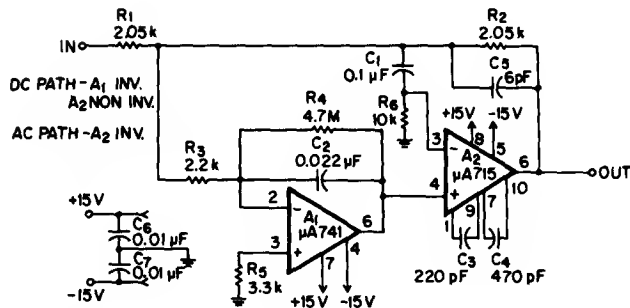 R1
2.05k
IN
R2
2.05k
C5
6pF
C1
0.1 µF
DC PATH-A1 INV.
A2 NON INV.
AC PATH-A2 INV.
R4
4.7M
C2
0.022 µF
R6
10k
R3
2.2k
+15V
-15V
3
8
5
A2
µA715
6
OUT
4
10
1
9
7
C3
220 pF
C4
470 pF
2
A1
µA741
6
3
7
4
R5
3.3k
+15V
-15V
+15V
C6
0.01 µF
C7
0.01 µF
-15V
-
+
-
+